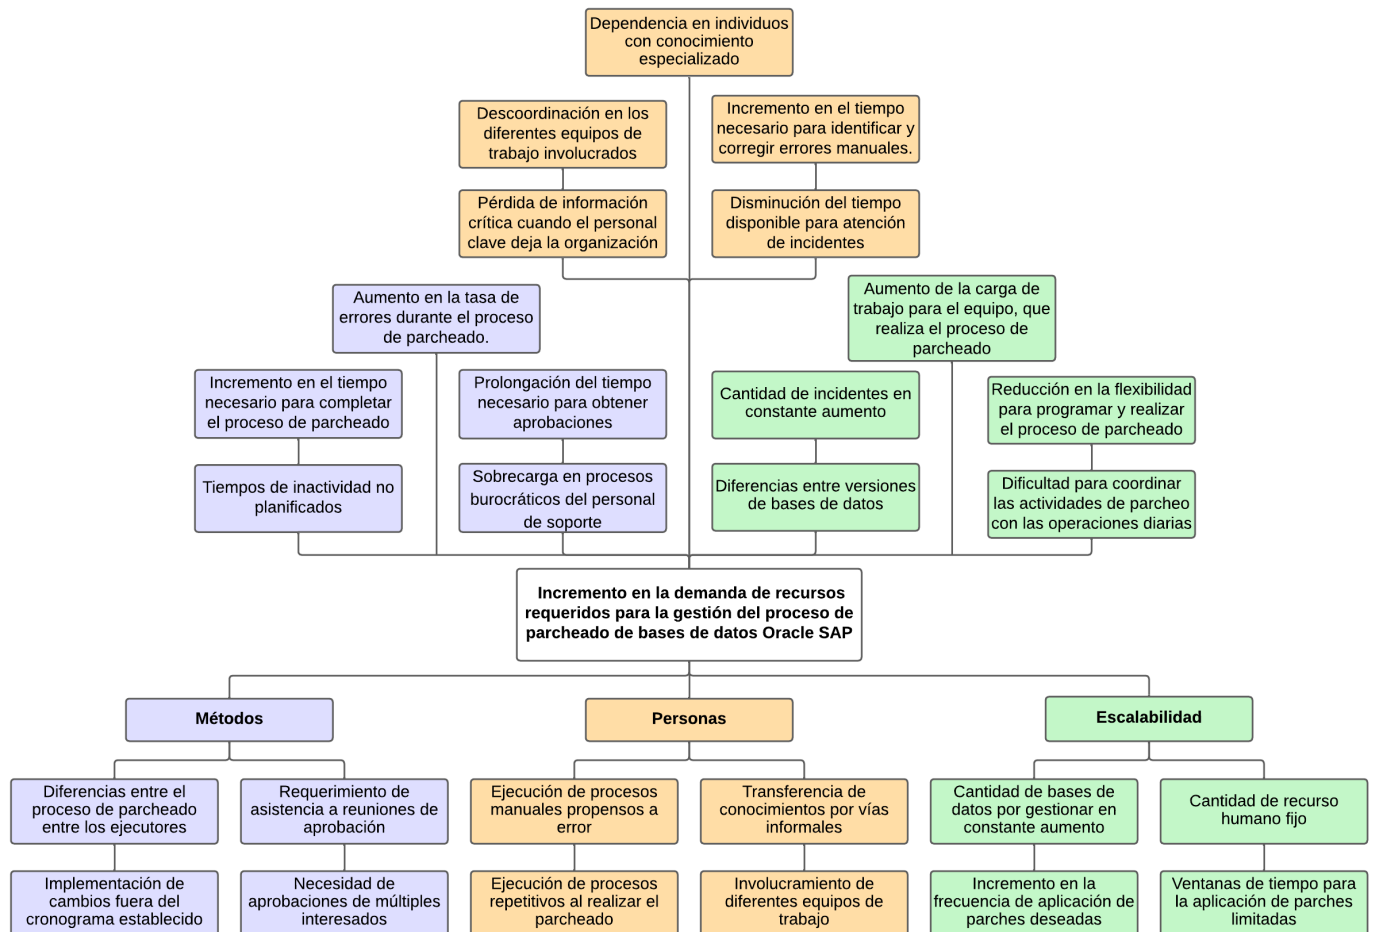 Dependencia en individuos
con conocimiento
especializado
Descoordinación en los
diferentes equipos de
trabajo involucrados
Incremento en el tiempo
necesario para identificar y
corregir errores manuales.
Pérdida de información
crítica cuando el personal
clave deja la organización
Disminución del tiempo
disponible para atención
de incidentes
Aumento en la tasa de
errores durante el proceso
de parcheado.
Aumento de la carga de
trabajo para el equipo, que
realiza el proceso de
parcheado
Incremento en el tiempo
necesario para completar
el proceso de parcheado
Prolongación del tiempo
necesario para obtener
aprobaciones
Cantidad de incidentes en
constante aumento
Reducción en la flexibilidad
para programar y realizar
el proceso de parcheado
Tiempos de inactividad no
planificados
Sobrecarga en procesos
burocráticos del personal
de soporte
Diferencias entre versiones
de bases de datos
Dificultad para coordinar
las actividades de parcheo
con las operaciones diarias
Incremento en la demanda de recursos
requeridos para la gestión del proceso de
parcheado de bases de datos Oracle SAP
Métodos
Personas
Escalabilidad
Diferencias entre el
proceso de parcheado
entre los ejecutores
Requerimiento de
asistencia a reuniones de
aprobación
Ejecución de procesos
manuales propensos a
error
Transferencia de
conocimientos por vías
informales
Cantidad de bases de
datos por gestionar en
constante aumento
Cantidad de recurso
humano fijo
Implementación de
cambios fuera del
cronograma establecido
Necesidad de
aprobaciones de múltiples
interesados
Ejecución de procesos
repetitivos al realizar el
parcheado
Involucramiento de
diferentes equipos de
trabajo
Incremento en la
frecuencia de aplicación de
parches deseadas
Ventanas de tiempo para
la aplicación de parches
limitadas